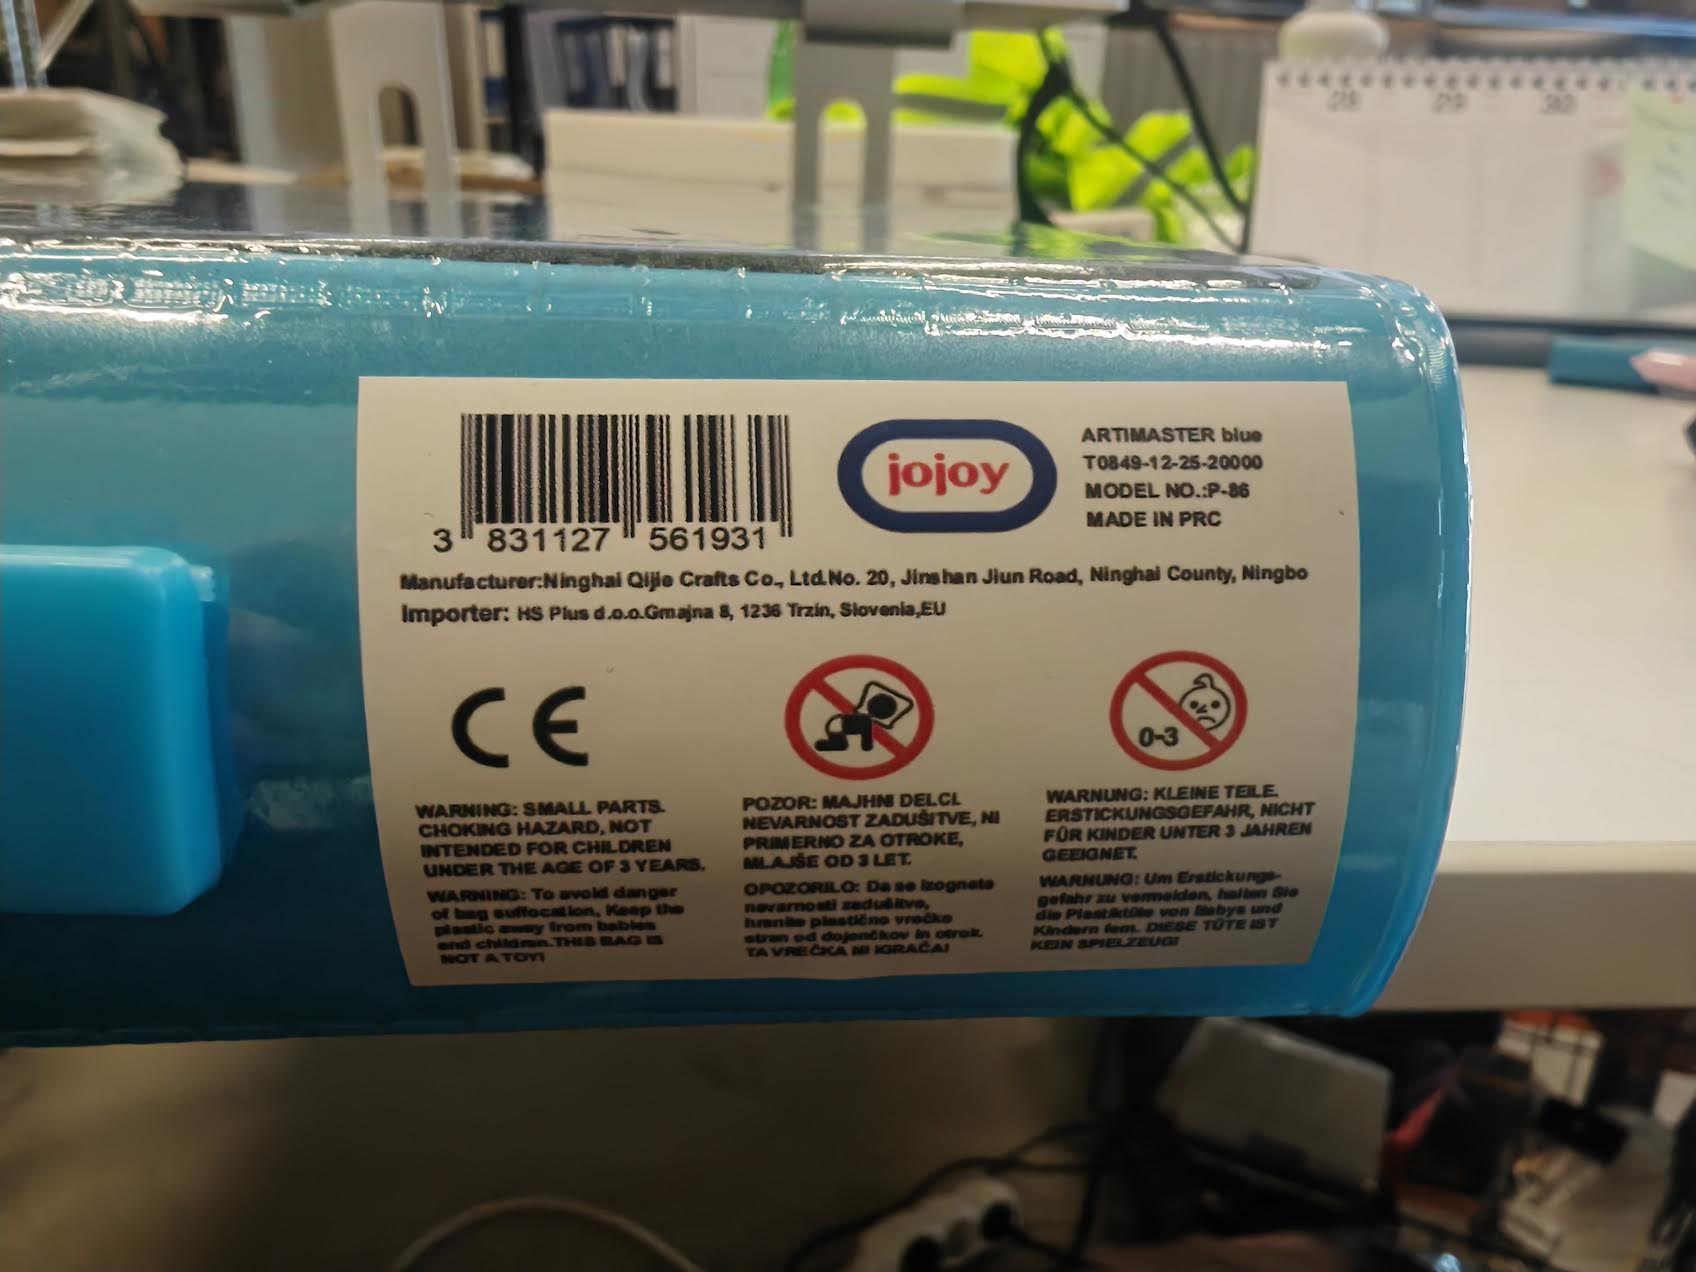 28 29 30
3 831127 561931
jojoy
ARTIMASTER blue
T0849-12-25-20000
MODEL NO.:P-86
MADE IN PRC
Manufacturer:Ninghai Qijie Crafts Co., Ltd.No. 20, Jinshan Jiun Road, Ninghai County, Ningbo
Importer: HS Plus d.o.o.Gmajna 8, 1236 Trzin, Slovenia,EU
CE
0-3
WARNING: SMALL PARTS.
CHOKING HAZARD, NOT
INTENDED FOR CHILDREN
UNDER THE AGE OF 3 YEARS.
WARNING: To avoid danger
of bag suffocation, Keep the
plastic away from babies
and children.THIS BAG IS
NOT A TOY!
POZOR: MAJHNI DELCI.
NEVARNOST ZADUŠITVE, NI
PRIMERNO ZA OTROKE,
MLAJŠE OD 3 LET.
OPOZORILO: Da se izognete
nevarnosti zadušitve,
hranite plastično vrečko
stran od dojenčkov in otrok.
TA VREČKA NI IGRAČA!
WARNUNG: KLEINE TEILE.
ERSTICKUNGSGEFAHR, NICHT
FÜR KINDER UNTER 3 JAHREN
GEEIGNET.
WARNUNG: Um Erstickungs-
gefahr zu vermeiden, halten Sie
die Plastiktüte von Babys und
Kindern fern. DIESE TÜTE IST
KEIN SPIELZEUG!